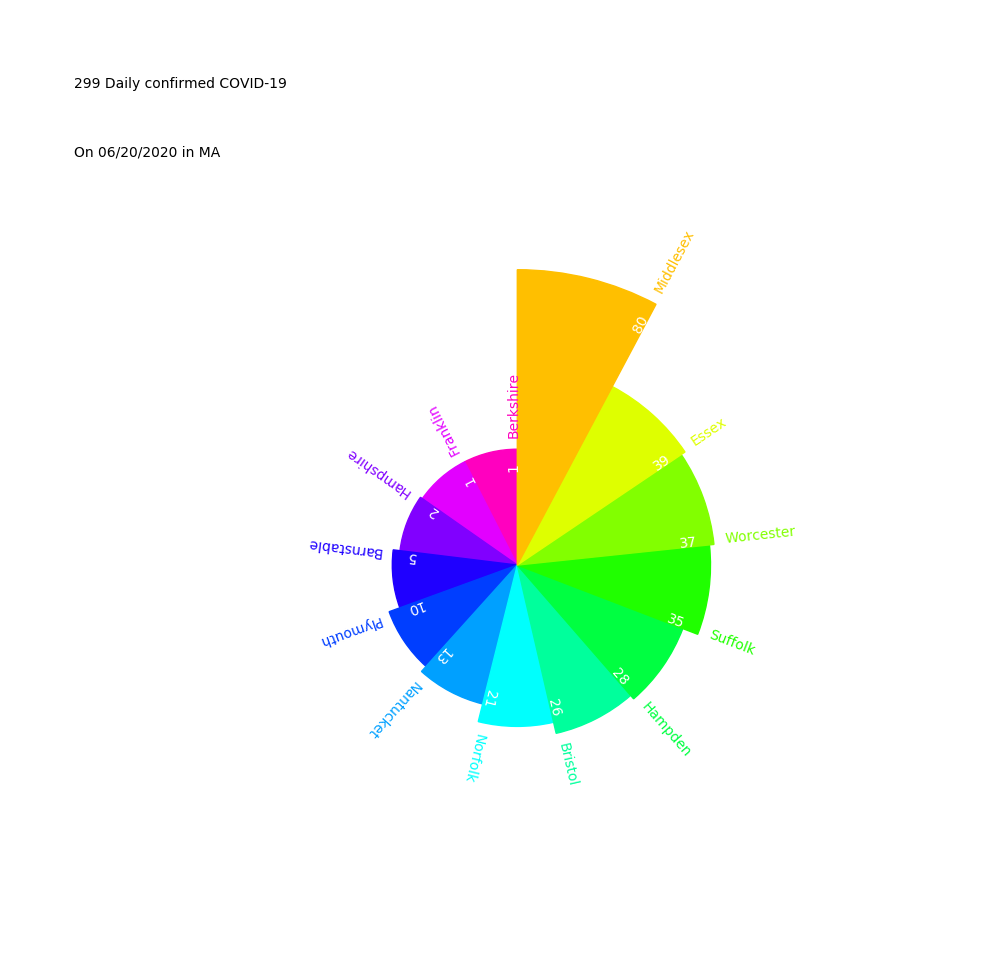 299 Daily confirmed COVID-19
On 06/20/2020 in MA
Middlesex
80
Essex
39
Worcester
37
Suffolk
35
Hampden
28
Bristol
26
Norfolk
21
Nantucket
13
Plymouth
10
Barnstable
5
Hampshire
2
Franklin
1
Berkshire
1